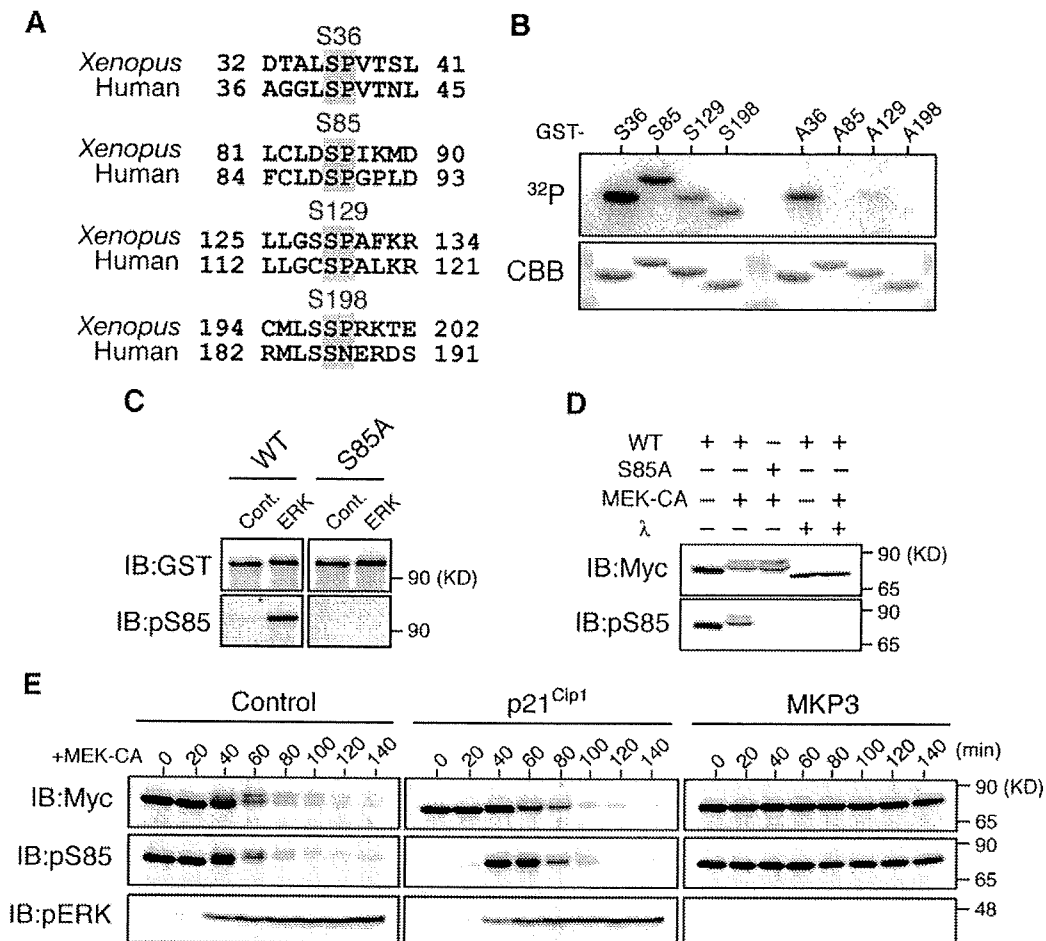 A
S36
Xenopus 32 DTALSPVTSL 41
Human 36 AGGLSPVTNL 45
S85
Xenopus 81 LCLDSPIKMD 90
Human 84 FCLDSPGPLD 93
S129
Xenopus 125 LLGSSPAFKR 134
Human 112 LLGCSPALKR 121
S198
Xenopus 194 CMLSSPRKTE 202
Human 182 RMLSSNERDS 191
B
GST- S36 S85 S129 S198 A36 A85 A129 A198
32P
CBB
C
WT S85A
Cont. ERK Cont. ERK
IB:GST
90 (KD)
IB:pS85
90
D
WT + + − + +
S85A − − + − −
MEK-CA − + + − +
λ − − − + +
IB:Myc
90 (KD)
65
IB:pS85
90
65
E
Control p21Cip1 MKP3
+MEK-CA 0 20 40 60 80 100 120 140 0 20 40 60 80 100 120 140 0 20 40 60 80 100 120 140 (min)
IB:Myc
90 (KD)
65
IB:pS85
90
65
IB:pERK
48